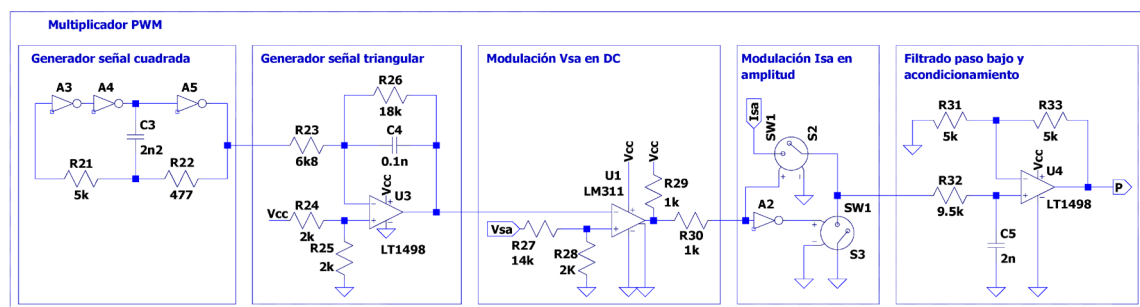 Multiplicador PWM
Generador señal cuadrada
A3
A4
A5
C3
2n2
R21
5k
R22
477
Generador señal triangular
R26
18k
R23
6k8
C4
0.1n
Vcc
U3
Vcc
R24
2k
R25
2k
LT1498
Modulación Vsa en DC
Vcc
Vcc
U1
LM311
R29
1k
Vsa
R27
14k
R28
2K
R30
1k
Modulación Isa en
amplitud
Isa
SW1
S2
A2
SW1
S3
Filtrado paso bajo y
acondicionamiento
R31
5k
R33
5k
Vcc
U4
R32
9.5k
LT1498
P
C5
2n